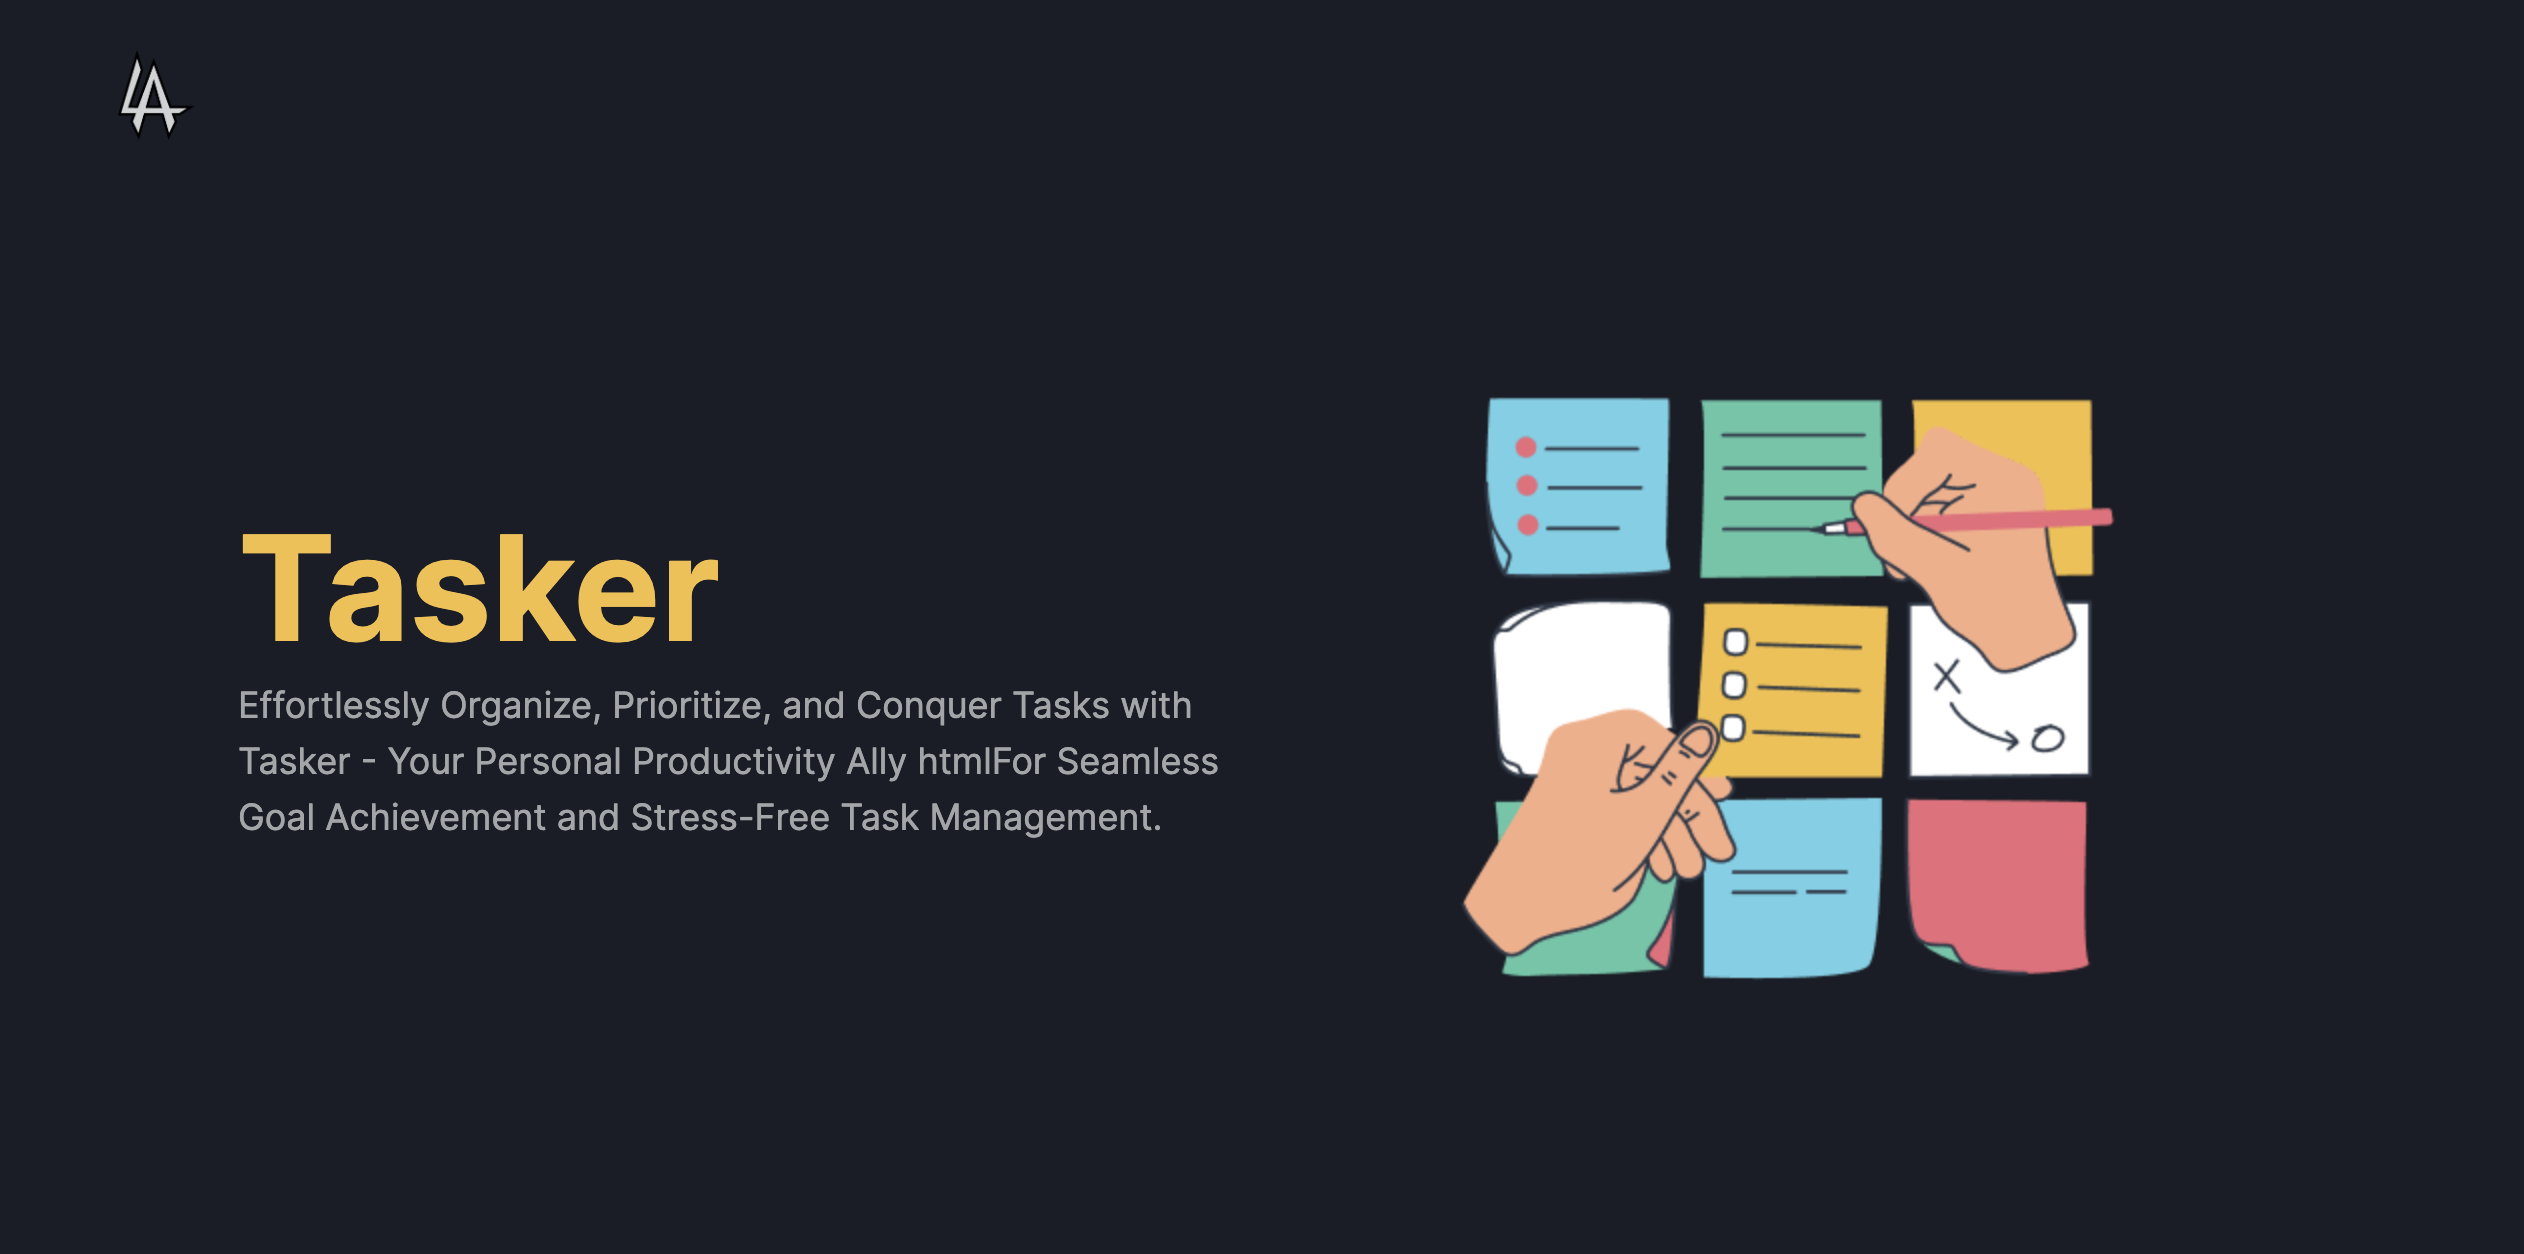 LA
Tasker
Effortlessly Organize, Prioritize, and Conquer Tasks with
Tasker - Your Personal Productivity Ally htmlFor Seamless
Goal Achievement and Stress-Free Task Management.
X
O